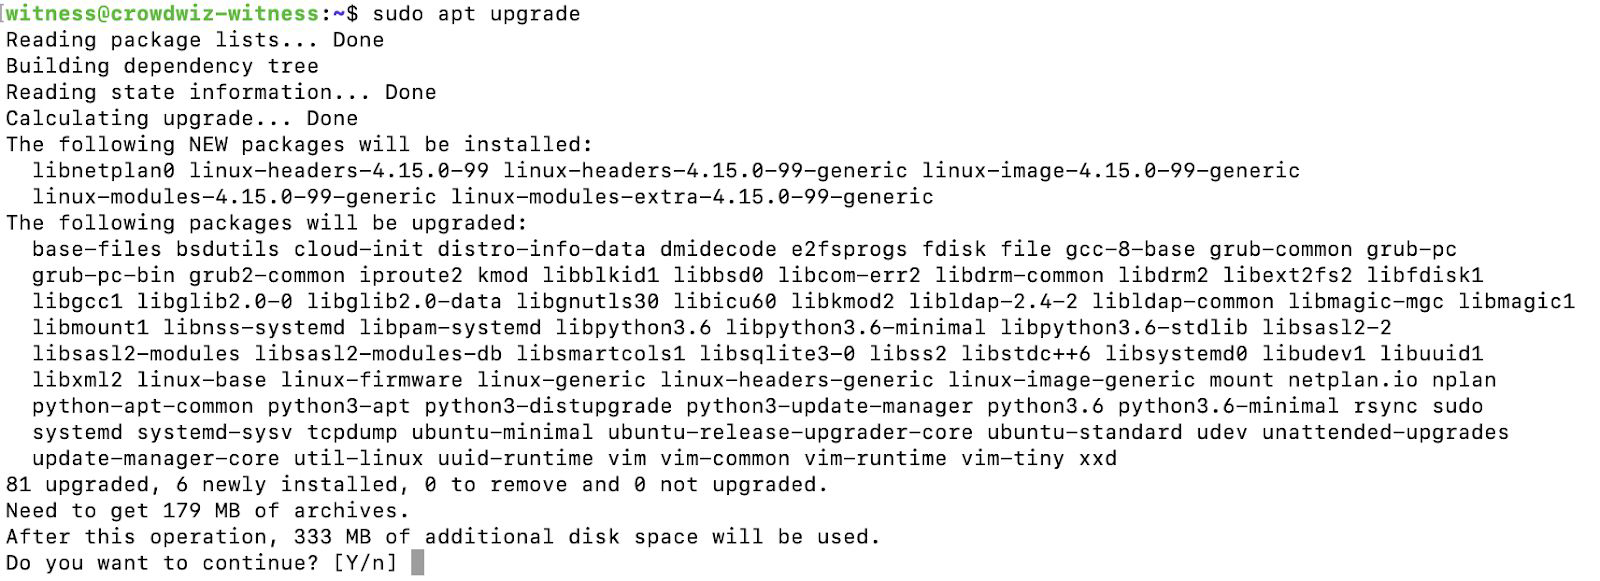 [witness@crowdwiz-witness:~$ sudo apt upgrade
Reading package lists... Done
Building dependency tree
Reading state information... Done
Calculating upgrade... Done
The following NEW packages will be installed:
libnetplan0 linux-headers-4.15.0-99 linux-headers-4.15.0-99-generic linux-image-4.15.0-99-generic
linux-modules-4.15.0-99-generic linux-modules-extra-4.15.0-99-generic
The following packages will be upgraded:
base-files bsdutils cloud-init distro-info-data dmidecode e2fsprogs fdisk file gcc-8-base grub-common grub-pc
grub-pc-bin grub2-common iproute2 kmod libblkid1 libbsd0 libcom-err2 libdrm-common libdrm2 libext2fs2 libfdisk1
libgcc1 libglib2.0-0 libglib2.0-data libgnutls30 libicu60 libkmod2 libldap-2.4-2 libldap-common libmagic-mgc libmagic1
libmount1 libnss-systemd libpam-systemd libpython3.6 libpython3.6-minimal libpython3.6-stdlib libsasl2-2
libsasl2-modules libsasl2-modules-db libsmartcols1 libsqlite3-0 libss2 libstdc++6 libsystemd0 libudev1 libuuid1
libxml2 linux-base linux-firmware linux-generic linux-headers-generic linux-image-generic mount netplan.io nplan
python-apt-common python3-apt python3-distupgrade python3-update-manager python3.6 python3.6-minimal rsync sudo
systemd systemd-sysv tcpdump ubuntu-minimal ubuntu-release-upgrader-core ubuntu-standard udev unattended-upgrades
update-manager-core util-linux uuid-runtime vim vim-common vim-runtime vim-tiny xxd
81 upgraded, 6 newly installed, 0 to remove and 0 not upgraded.
Need to get 179 MB of archives.
After this operation, 333 MB of additional disk space will be used.
Do you want to continue? [Y/n]